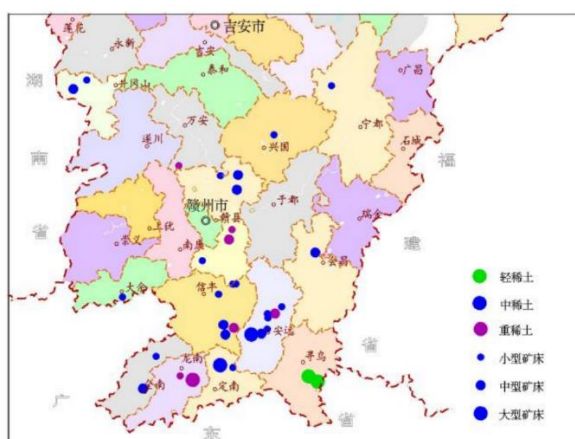 莲花
永新
吉安市
吉安
泰和
井冈山
广昌
湖
万安
宁都
遂川
兴国
石城
福
南
赣州市
赣县
于都
瑞金
省
上优
崇义
南康
建
会昌
大余
信丰
安远
轻稀土
中稀土
重稀土
省
小型矿床
寻乌
龙南
全南
定南
中型矿床
广
东
省
大型矿床